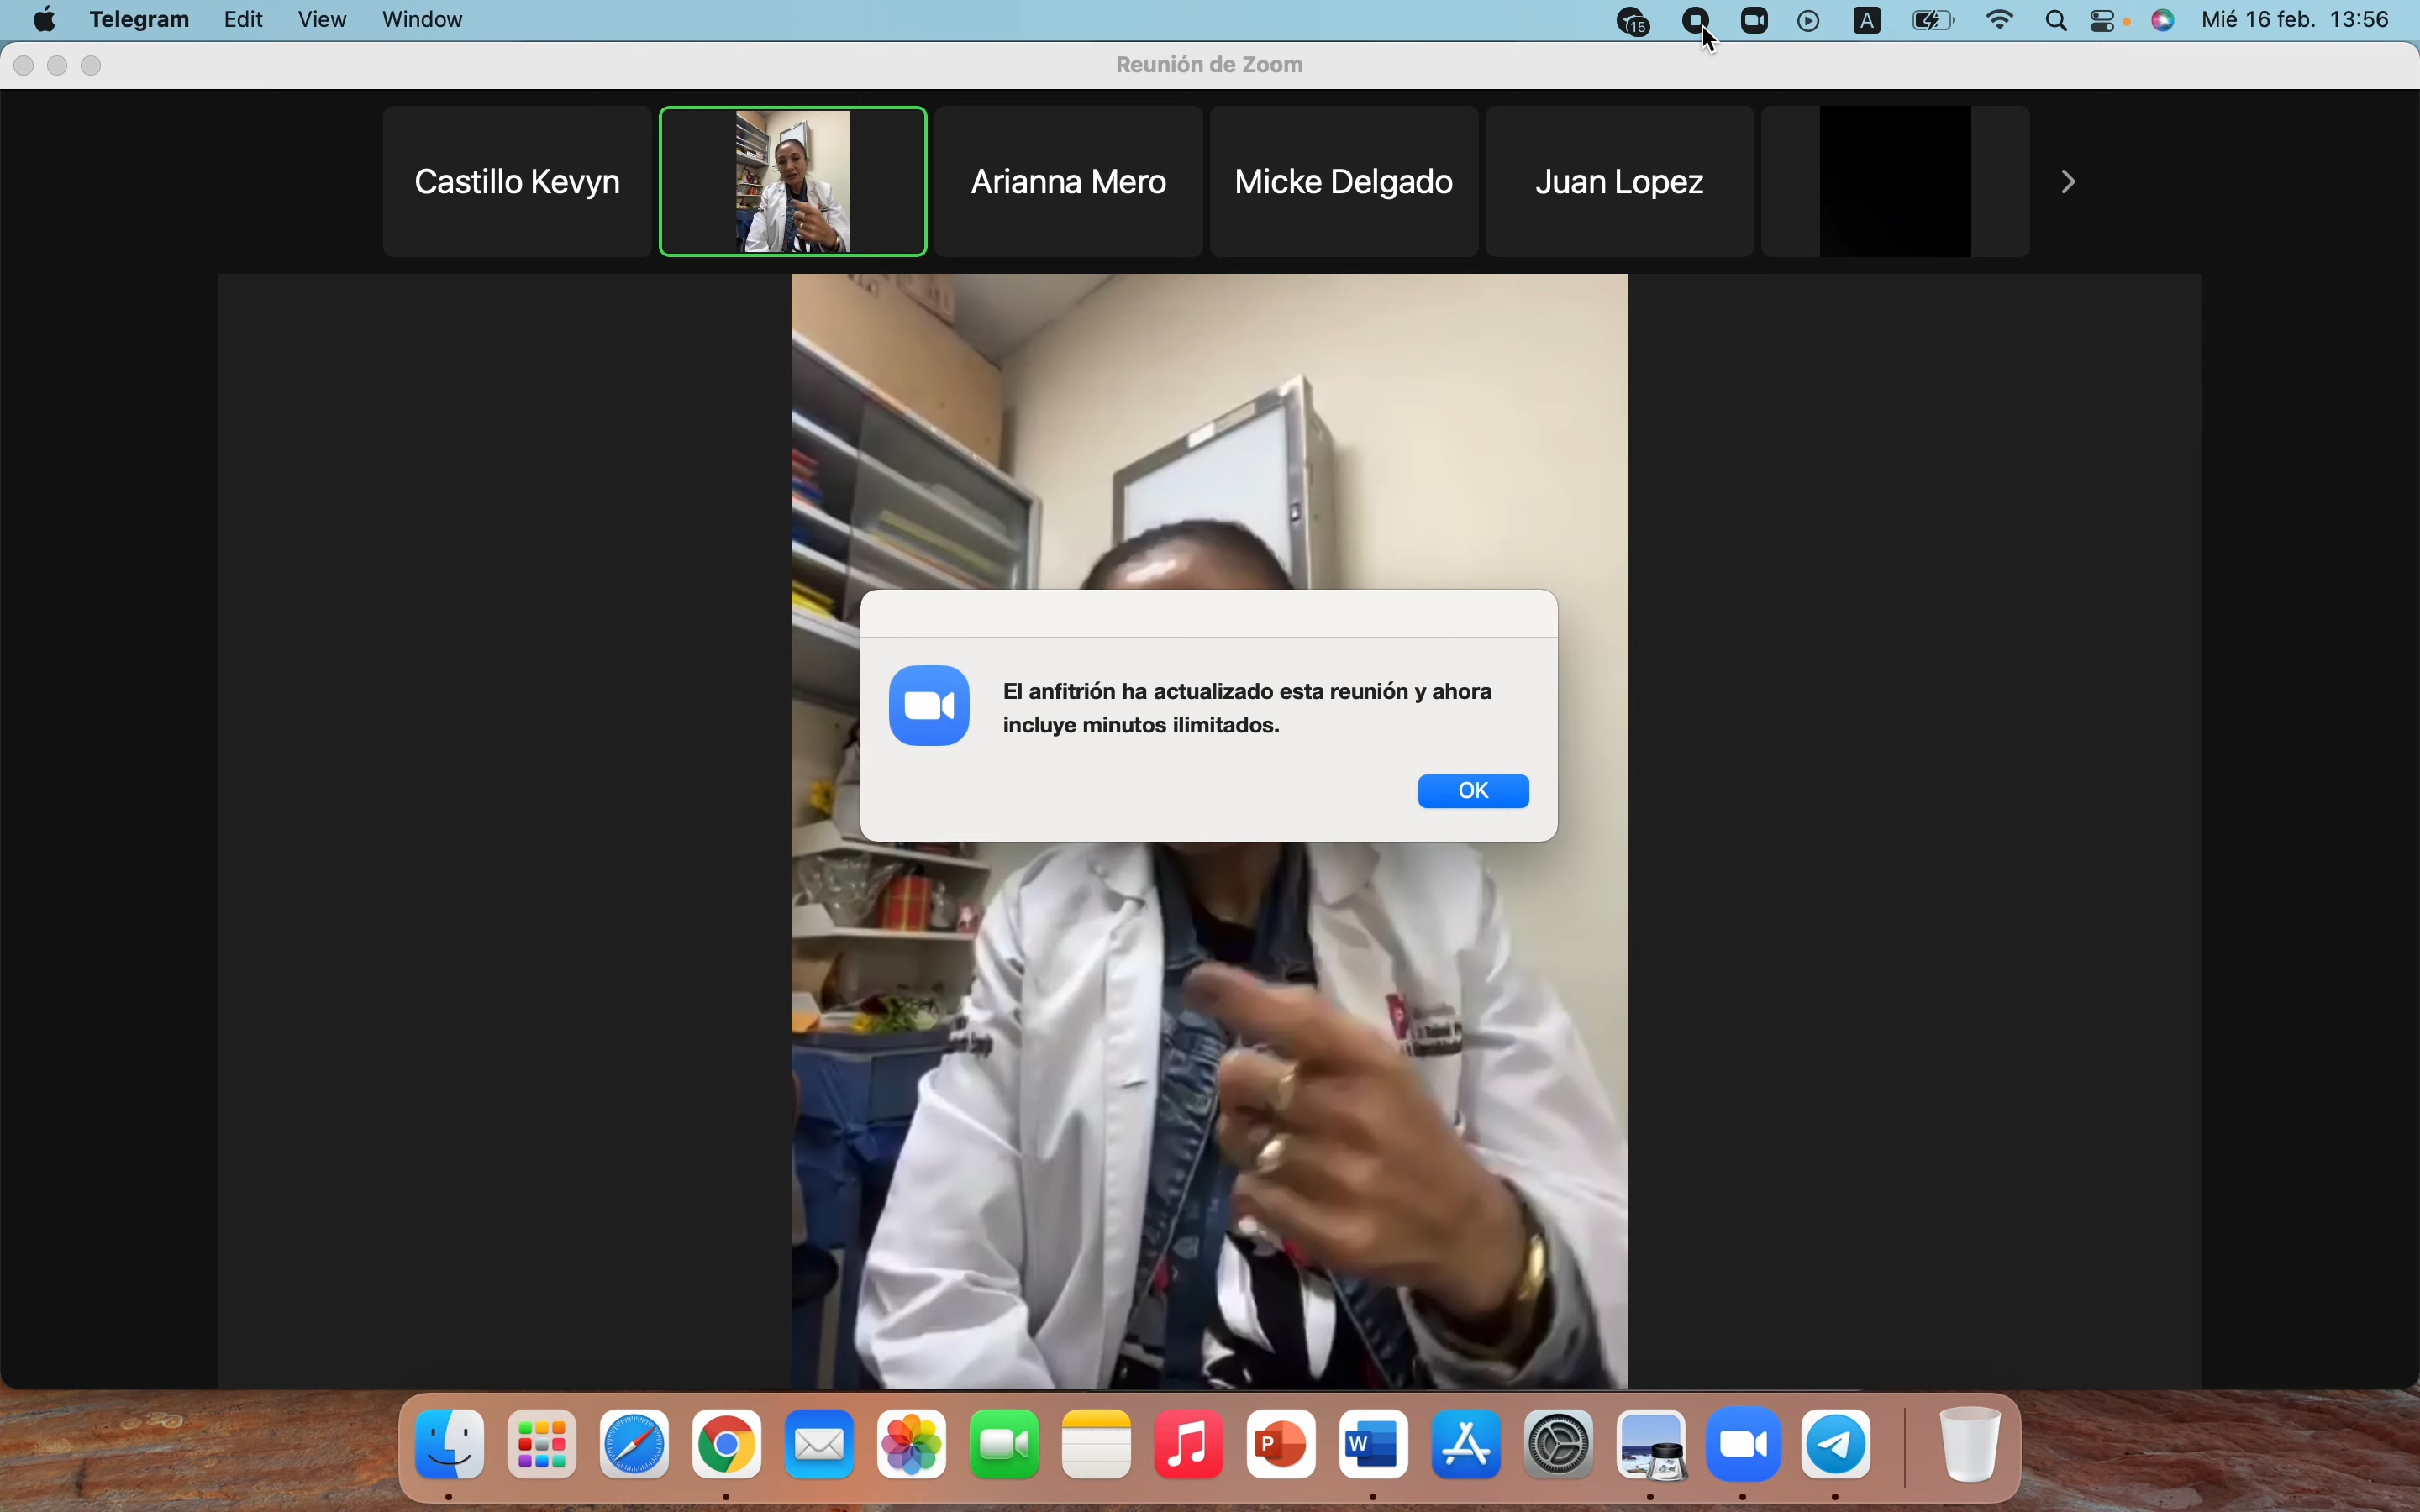 Telegram Edit View Window 15 A Mié 16 feb. 13:56
Reunión de Zoom
Castillo Kevyn Arianna Mero Micke Delgado Juan Lopez
El anfitrión ha actualizado esta reunión y ahora
incluye minutos ilimitados.
OK
P W